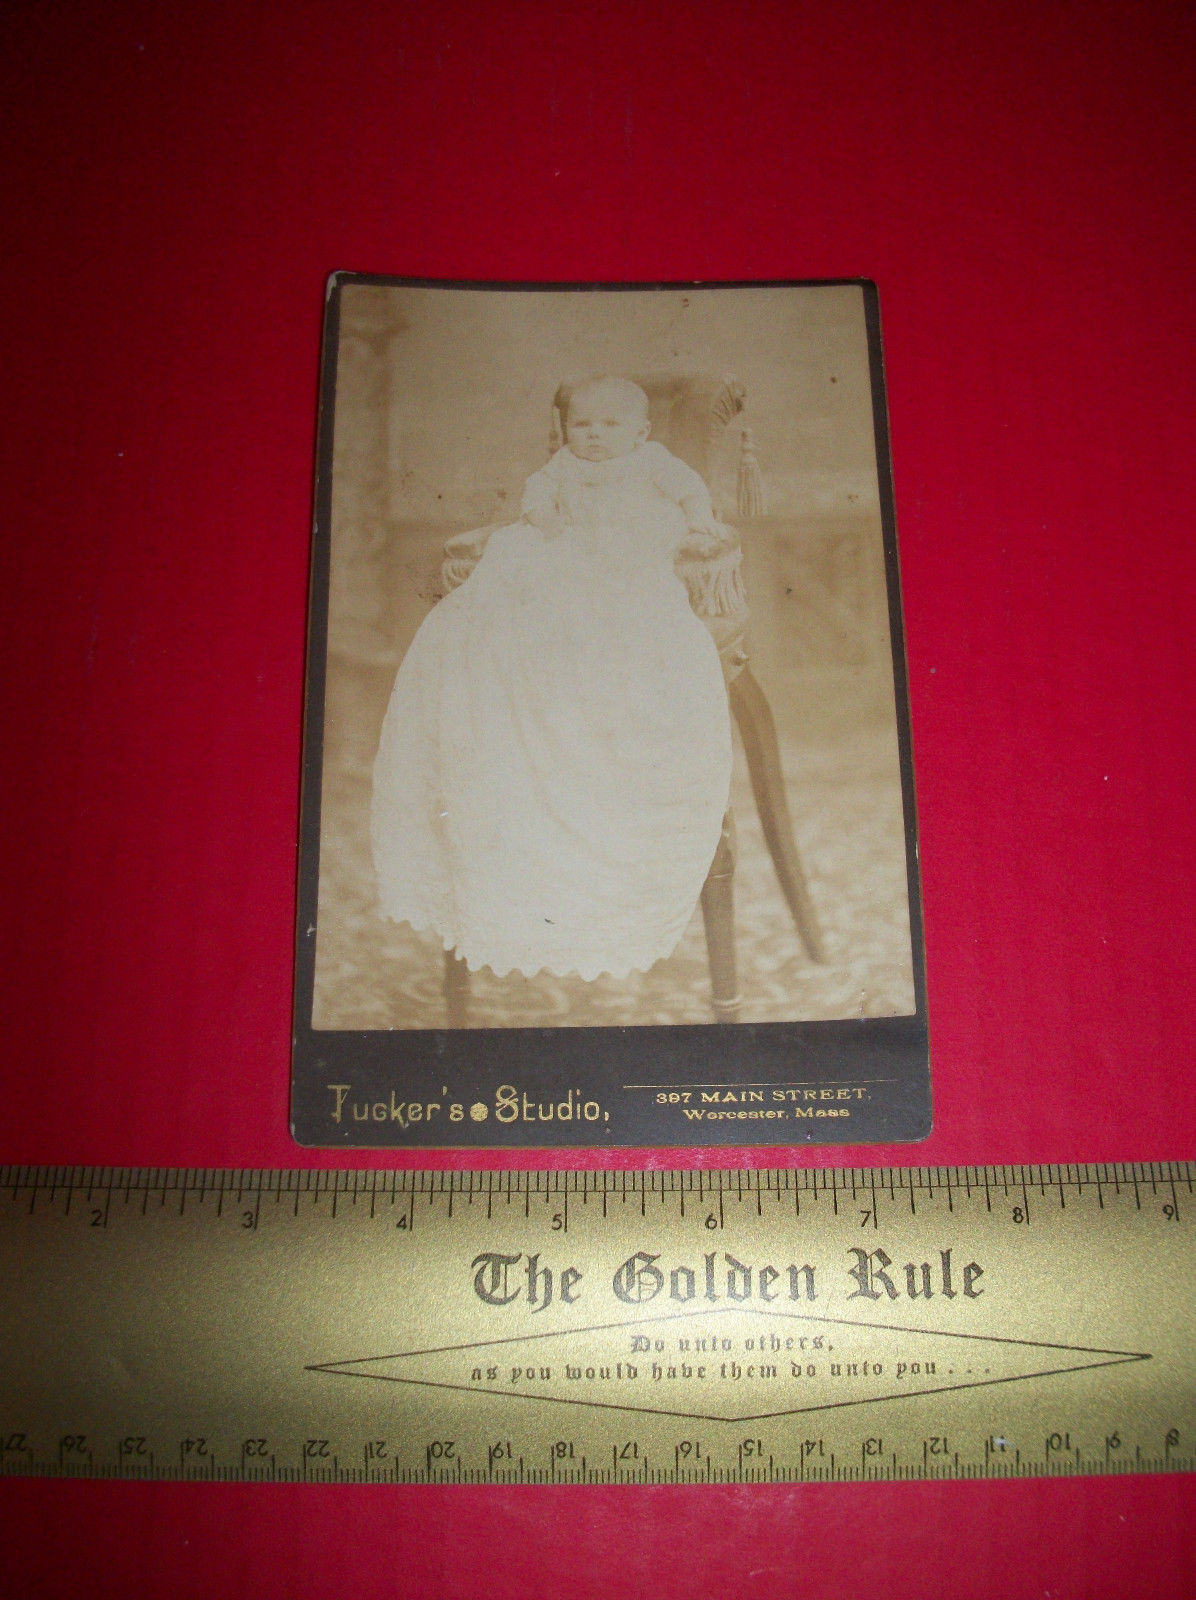 Tucker's Studio,
397 MAIN STREET,
Worcester, Mass
2 3 4 5 6 7 8 9
The Golden Rule
Do unto others,
as you would have them do unto you . . .
27 26 25 24 23 22 21 20 19 18 17 16 15 14 13 12 11 10 9 8